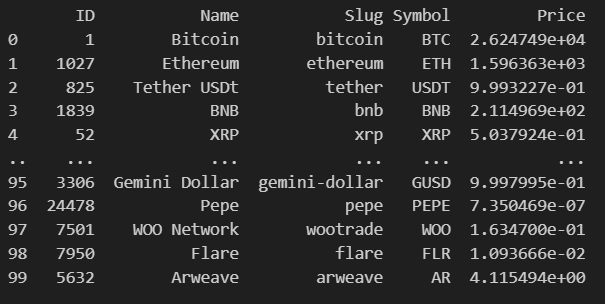 ID Name Slug Symbol Price
0 1 Bitcoin bitcoin BTC 2.624749e+04
1 1027 Ethereum ethereum ETH 1.596363e+03
2 825 Tether USDt tether USDT 9.993227e-01
3 1839 BNB bnb BNB 2.114969e+02
4 52 XRP xrp XRP 5.037924e-01
.. ... ... ... ... ...
95 3306 Gemini Dollar gemini-dollar GUSD 9.997995e-01
96 24478 Pepe pepe PEPE 7.350469e-07
97 7501 WOO Network wootrade WOO 1.634700e-01
98 7950 Flare flare FLR 1.093666e-02
99 5632 Arweave arweave AR 4.115494e+00